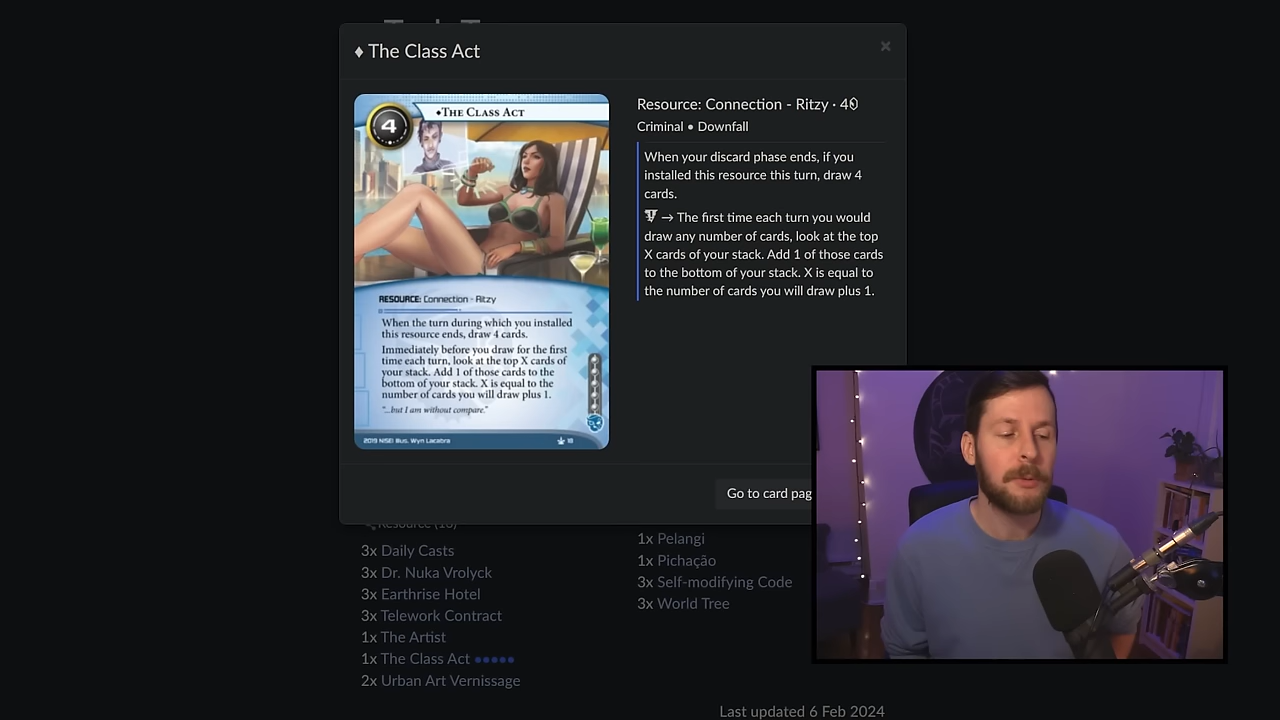 ♦ The Class Act
×
4
♦THE CLASS ACT
RESOURCE: Connection - Ritzy
When the turn during which you installed
this resource ends, draw 4 cards.
Immediately before you draw for the first
time each turn, look at the top X cards of
your stack. Add 1 of those cards to the
bottom of your stack. X is equal to the
number of cards you will draw plus 1.
"...but I am without compare."
2019 NISEI Illus. Wyn Lacabra
Resource: Connection - Ritzy · 4
Criminal • Downfall
When your discard phase ends, if you
installed this resource this turn, draw 4
cards.
→ The first time each turn you would
draw any number of cards, look at the top
X cards of your stack. Add 1 of those cards
to the bottom of your stack. X is equal to
the number of cards you will draw plus 1.
Go to card pag
3x Daily Casts
3x Dr. Nuka Vrolyck
3x Earthrise Hotel
3x Telework Contract
1x The Artist
1x The Class Act ●●●●●
2x Urban Art Vernissage
1x Pelangi
1x Pichação
3x Self-modifying Code
3x World Tree
Last updated 6 Feb 2024